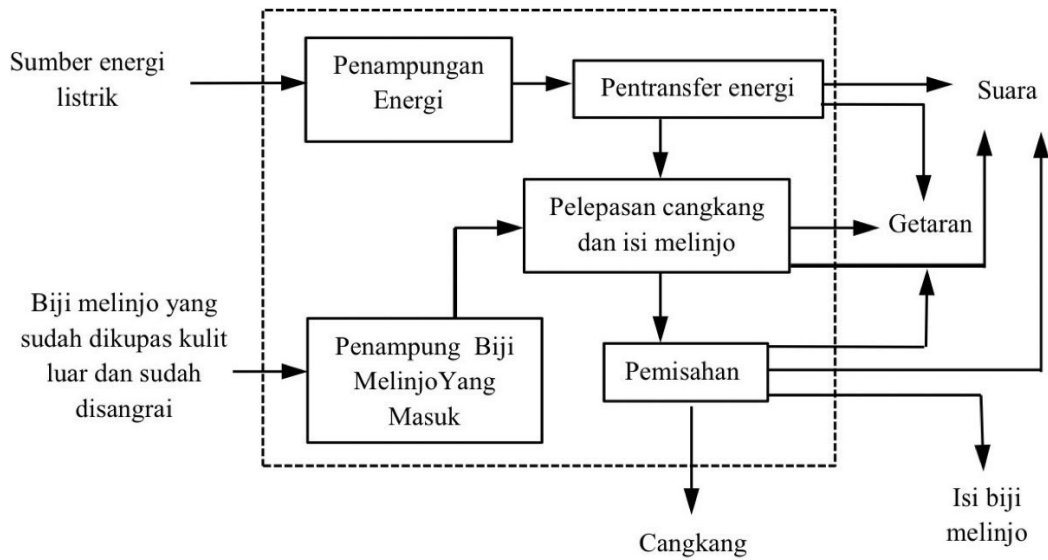 Sumber energi
listrik
Penampungan
Energi
Pentransfer energi
Suara
Pelepasan cangkang
dan isi melinjo
Getaran
Biji melinjo yang
sudah dikupas kulit
luar dan sudah
disangrai
Penampung Biji
MelinjoYang
Masuk
Pemisahan
Isi biji
melinjo
Cangkang